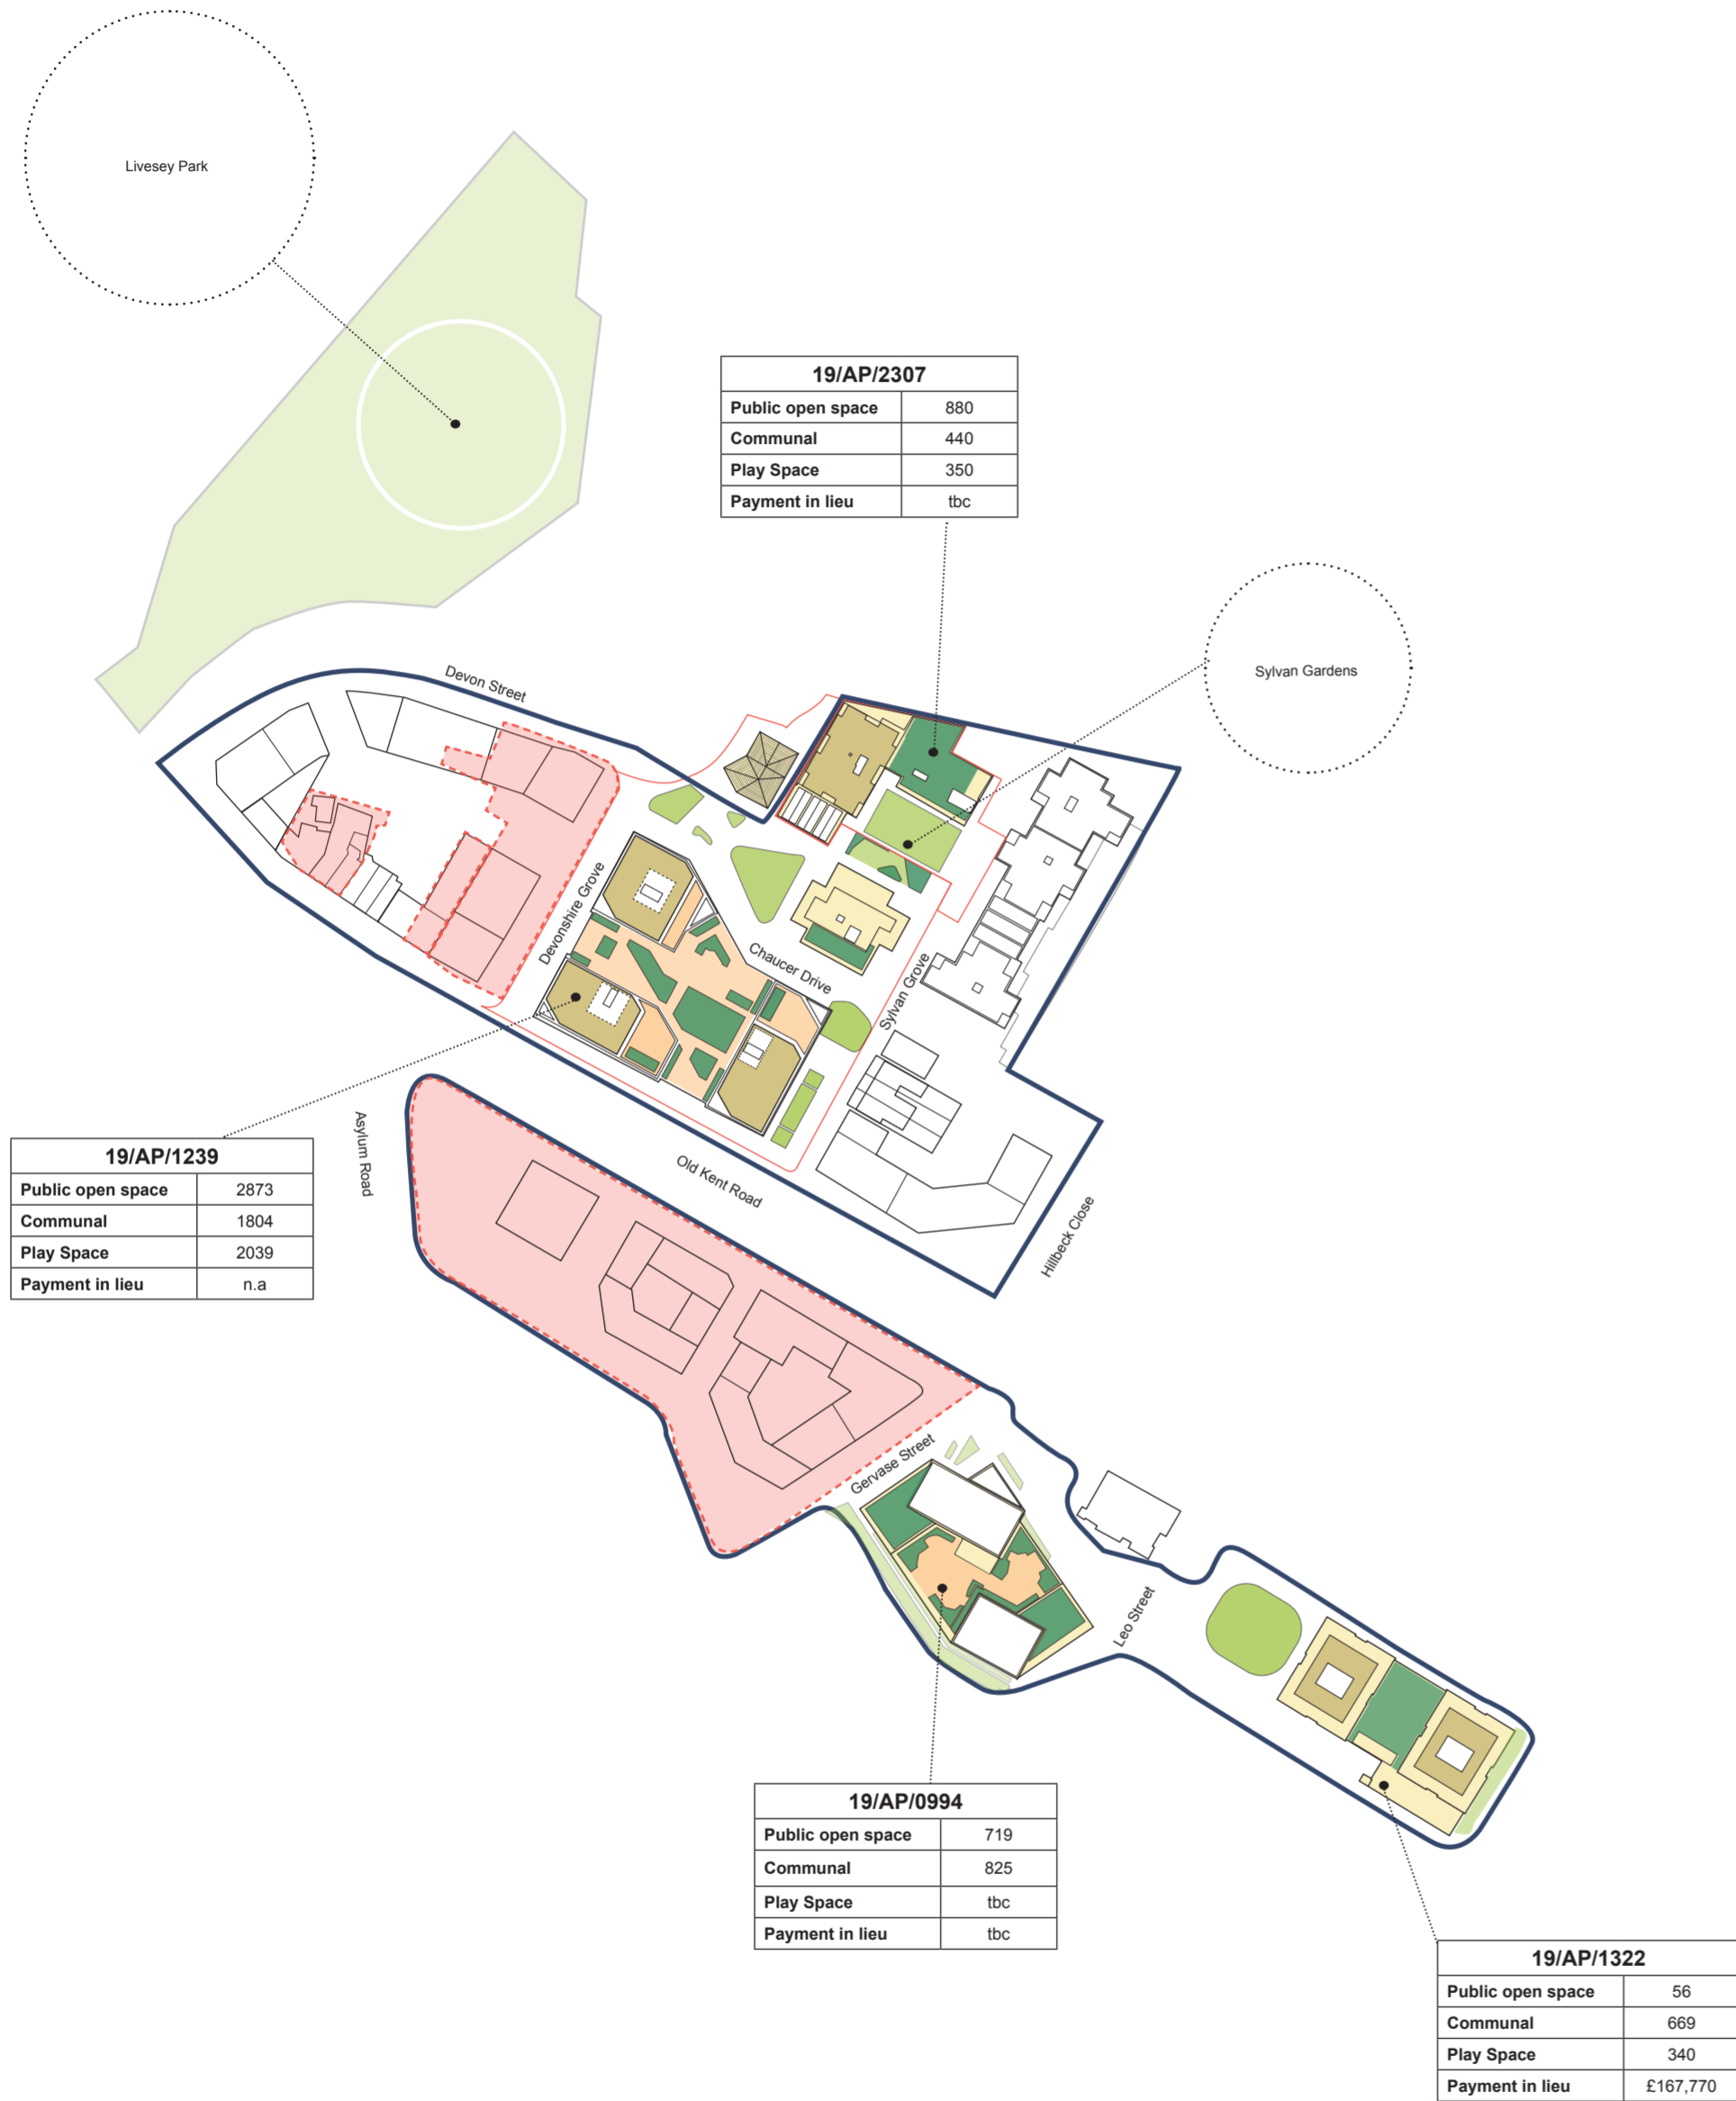 Livesey Park
19/AP/2307
Public open space 880
Communal 440
Play Space 350
Payment in lieu tbc
Sylvan Gardens
Devon Street
Devonshire Grove
Chaucer Drive
Sylvan Grove
Asylum Road
Old Kent Road
Hillbeck Close
19/AP/1239
Public open space 2873
Communal 1804
Play Space 2039
Payment in lieu n.a
Gervase Street
Leo Street
19/AP/0994
Public open space 719
Communal 825
Play Space tbc
Payment in lieu tbc
19/AP/1322
Public open space 56
Communal 669
Play Space 340
Payment in lieu £167,770